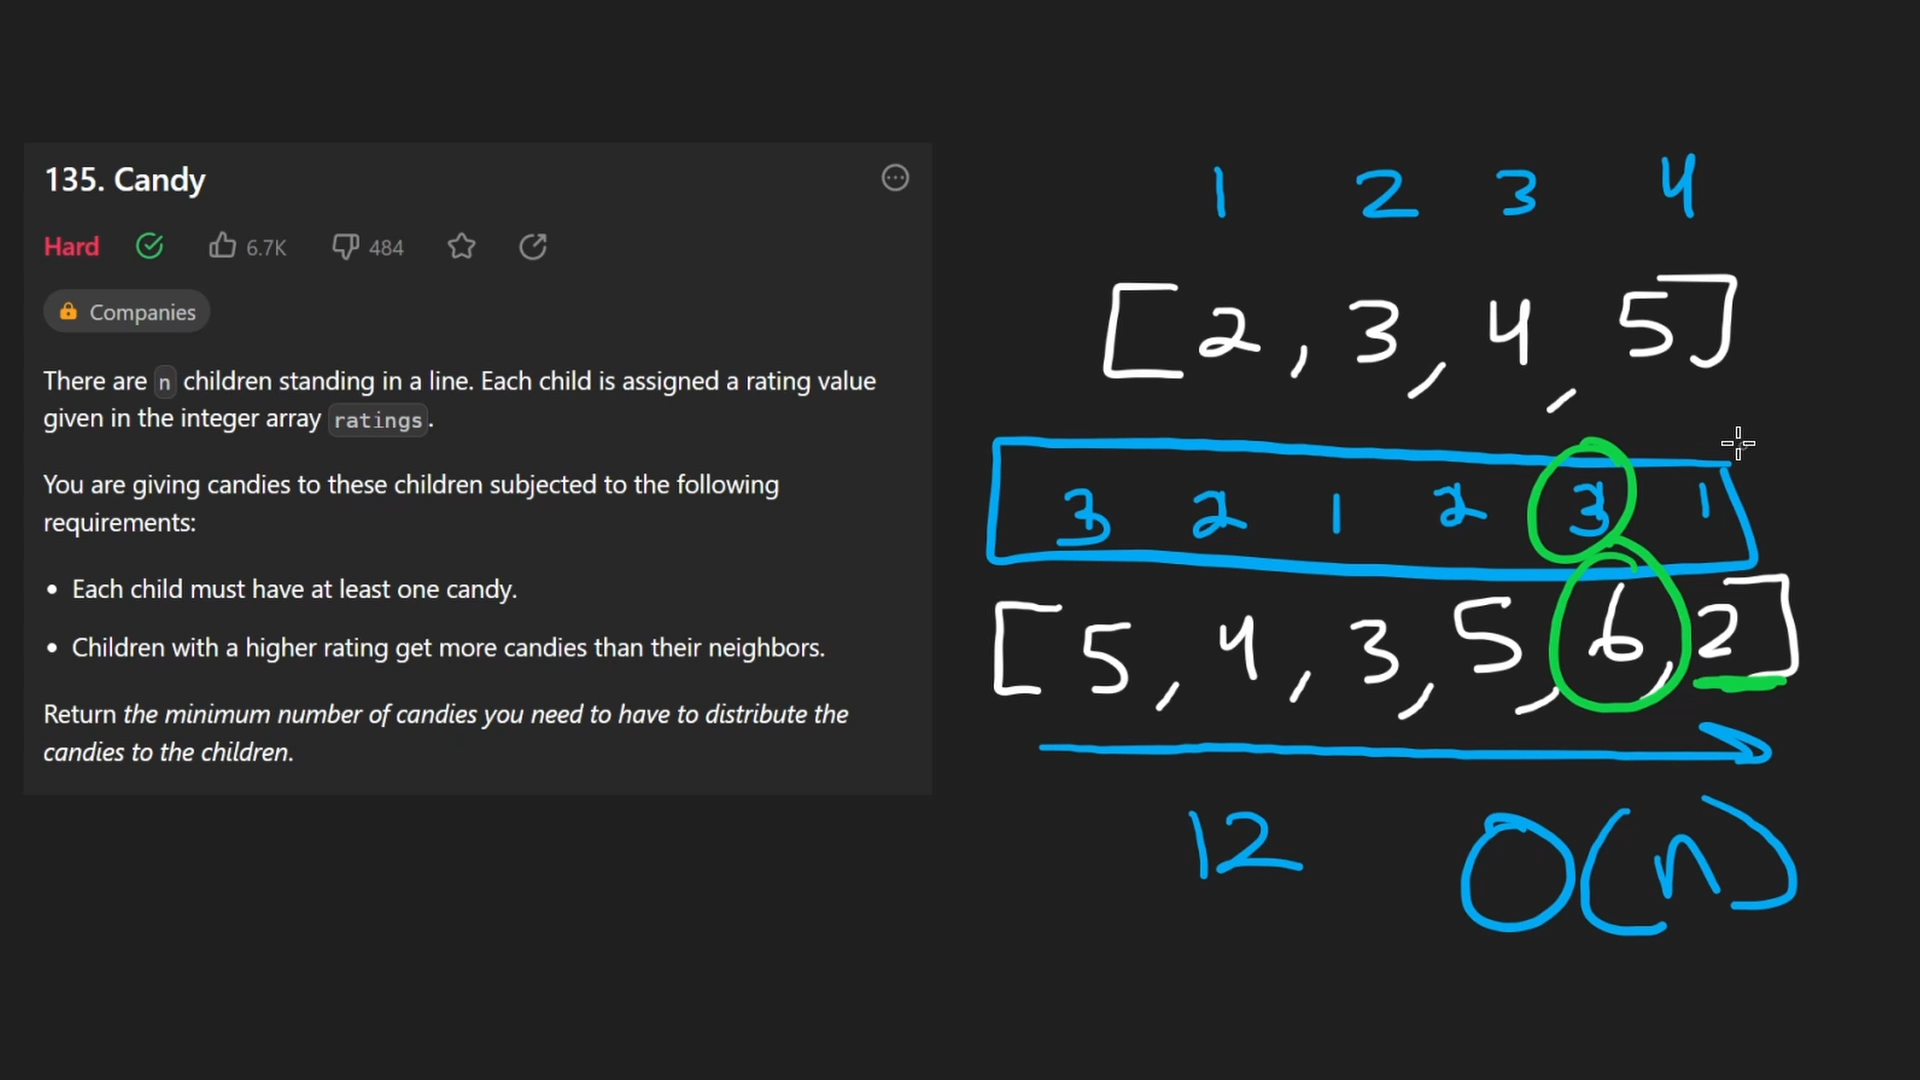 135. Candy
Hard 6.7K 484
Companies
There are n children standing in a line. Each child is assigned a rating value
given in the integer array ratings.
You are giving candies to these children subjected to the following
requirements:
• Each child must have at least one candy.
• Children with a higher rating get more candies than their neighbors.
Return the minimum number of candies you need to have to distribute the
candies to the children.
1 2 3 4
[2, 3, 4, 5]
3 2 1 2 3 1
[5, 4, 3, 5, 6, 2]
12 O(n)